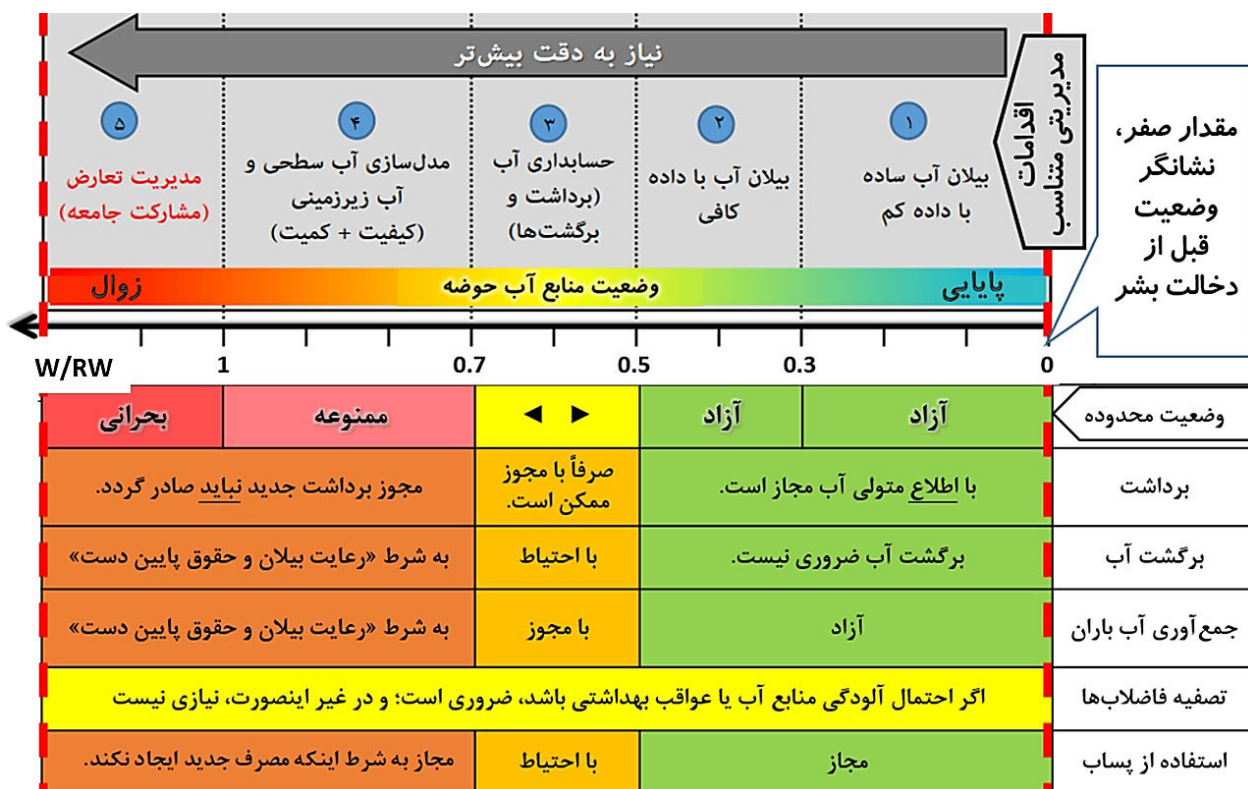 نیاز به دقت بیش‌تر
اقدامات
مدیریتی متناسب
مقدار صفر،
نشانگر
وضعیت
قبل از
دخالت بشر
۱
بیلان آب ساده
با داده کم
۲
بیلان آب با داده
کافی
۳
حسابداری آب
(برداشت و
برگشت‌ها)
۴
مدل‌سازی آب سطحی و
آب زیرزمینی
(کیفیت + کمیت)
۵
مدیریت تعارض
(مشارکت جامعه)
پایایی وضعیت منابع آب حوضه زوال
W/RW 1 0.7 0.5 0.3 0
وضعیت محدوده آزاد آزاد ◄ ► ممنوعه بحرانی
برداشت
با اطلاع متولی آب مجاز است.
صرفاً با مجوز
ممکن است.
مجوز برداشت جدید نباید صادر گردد.
برگشت آب
برگشت آب ضروری نیست.
با احتیاط
به شرط «رعایت بیلان و حقوق پایین دست»
جمع‌آوری آب باران
آزاد
با مجوز
به شرط «رعایت بیلان و حقوق پایین دست»
تصفیه فاضلاب‌ها
اگر احتمال آلودگی منابع آب یا عواقب بهداشتی باشد، ضروری است؛ و در غیر اینصورت، نیازی نیست
استفاده از پساب
مجاز
با احتیاط
مجاز به شرط اینکه مصرف جدید ایجاد نکند.